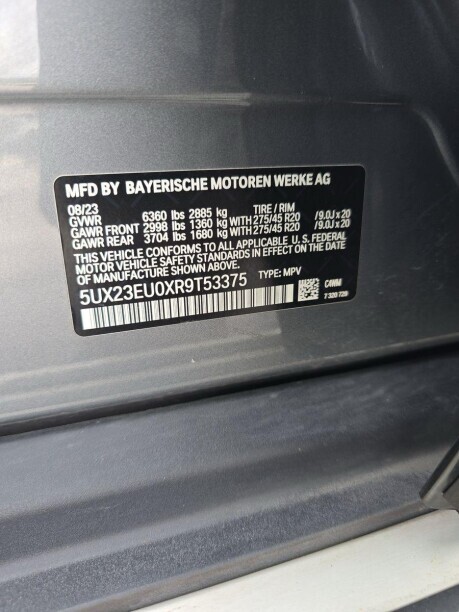 MFD BY BAYERISCHE MOTOREN WERKE AG
08/23 TIRE / RIM
GVWR 6360 lbs 2885 kg
GAWR FRONT 2998 lbs 1360 kg WITH 275/45 R20 /9.0J x 20
GAWR REAR 3704 lbs 1680 kg WITH 275/45 R20 /9.0J x 20
THIS VEHICLE CONFORMS TO ALL APPLICABLE U. S. FEDERAL
MOTOR VEHICLE SAFETY STANDARDS IN EFFECT ON THE
DATE OF MANUFACTURE SHOWN ABOVE.
5UX23EU0XR9T53375 TYPE: MPV
C4WM